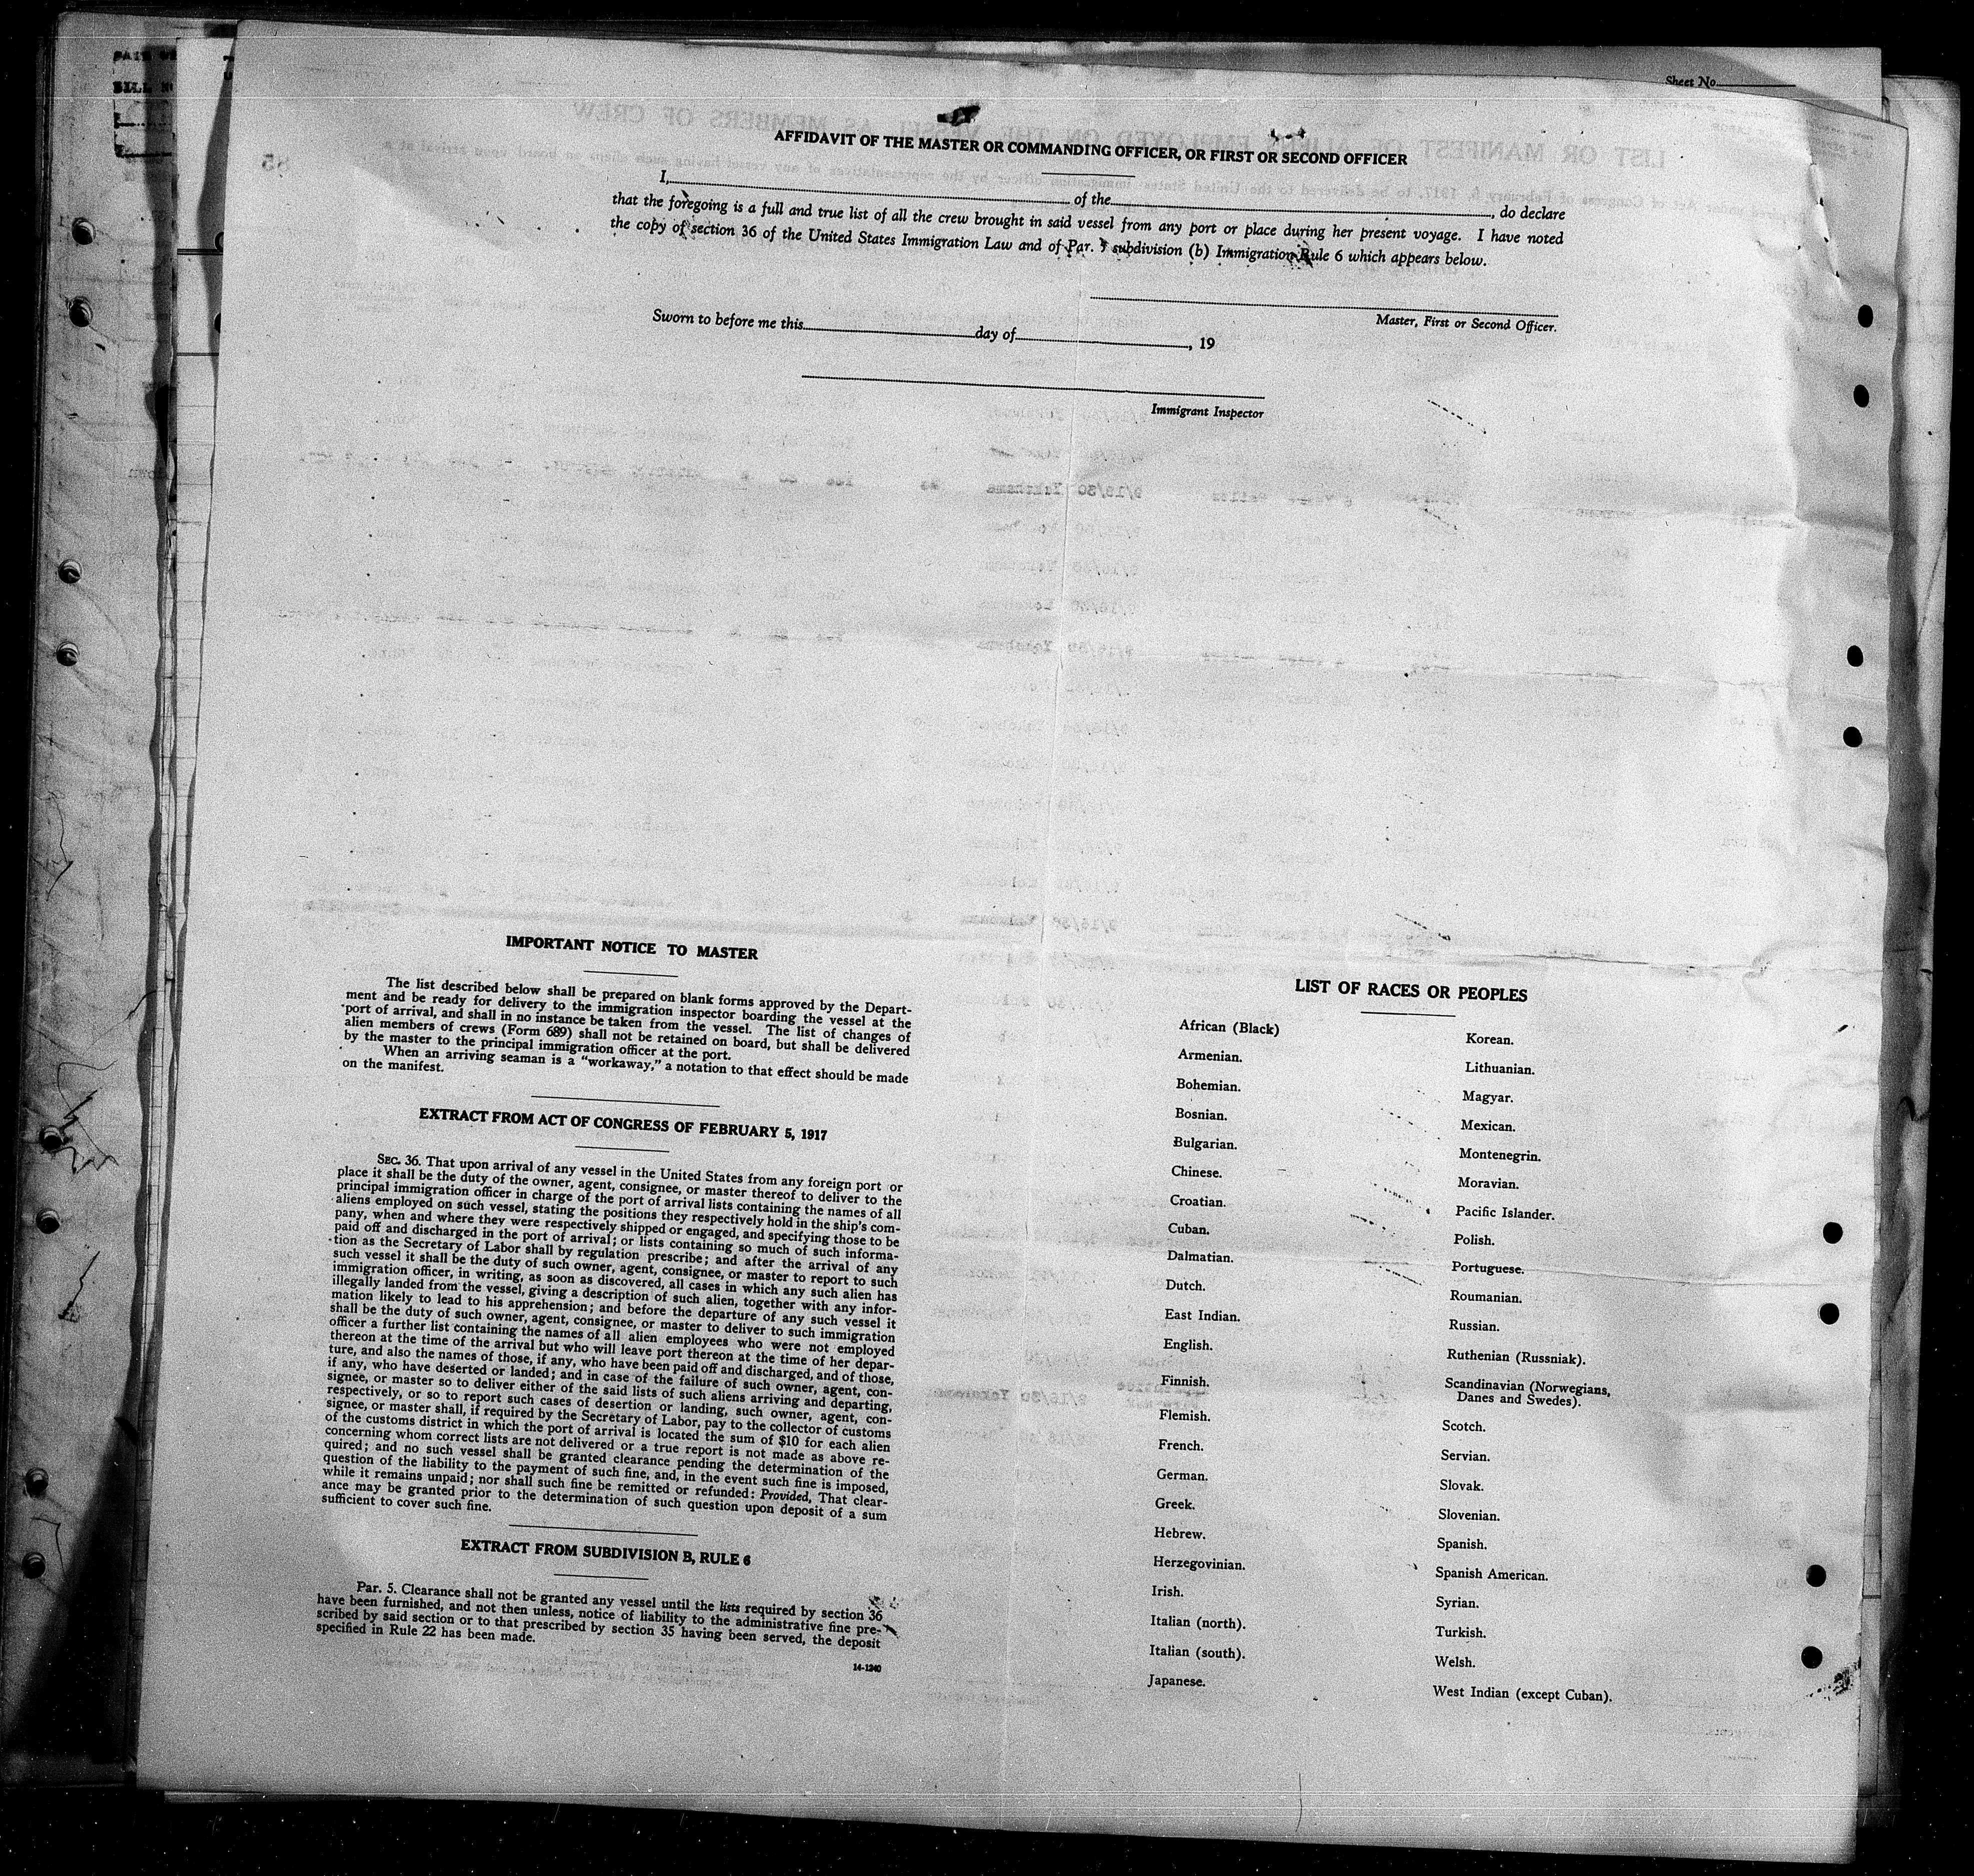 Sheet No.
AFFIDAVIT OF THE MASTER OR COMMANDING OFFICER, OR FIRST OR SECOND OFFICER
I, of the , do declare
that the foregoing is a full and true list of all the crew brought in said vessel from any port or place during her present voyage. I have noted
the copy of section 36 of the United States Immigration Law and of Par. 5 subdivision (b) Immigration Rule 6 which appears below.
Master, First or Second Officer.
Sworn to before me this day of , 19
Immigrant Inspector
IMPORTANT NOTICE TO MASTER
The list described below shall be prepared on blank forms approved by the Depart-
ment and be ready for delivery to the immigration inspector boarding the vessel at the
port of arrival, and shall in no instance be taken from the vessel. The list of changes of
alien members of crews (Form 689) shall not be retained on board, but shall be delivered
by the master to the principal immigration officer at the port.
When an arriving seaman is a "workaway," a notation to that effect should be made
on the manifest.
EXTRACT FROM ACT OF CONGRESS OF FEBRUARY 5, 1917
SEC. 36. That upon arrival of any vessel in the United States from any foreign port or
place it shall be the duty of the owner, agent, consignee, or master thereof to deliver to the
principal immigration officer in charge of the port of arrival lists containing the names of all
aliens employed on such vessel, stating the positions they respectively hold in the ship's com-
pany, when and where they were respectively shipped or engaged, and specifying those to be
paid off and discharged in the port of arrival; or lists containing so much of such informa-
tion as the Secretary of Labor shall by regulation prescribe; and after the arrival of any
such vessel it shall be the duty of such owner, agent, consignee, or master to report to such
immigration officer, in writing, as soon as discovered, all cases in which any such alien has
illegally landed from the vessel, giving a description of such alien, together with any infor-
mation likely to lead to his apprehension; and before the departure of any such vessel it
shall be the duty of such owner, agent, consignee, or master to deliver to such immigration
officer a further list containing the names of all alien employees who were not employed
thereon at the time of the arrival but who will leave port thereon at the time of her depar-
ture, and also the names of those, if any, who have been paid off and discharged, and of those,
if any, who have deserted or landed; and in case of the failure of such owner, agent, con-
signee, or master so to deliver either of the said lists of such aliens arriving and departing,
respectively, or so to report such cases of desertion or landing, such owner, agent, con-
signee, or master shall, if required by the Secretary of Labor, pay to the collector of customs
of the customs district in which the port of arrival is located the sum of $10 for each alien
concerning whom correct lists are not delivered or a true report is not made as above re-
quired; and no such vessel shall be granted clearance pending the determination of the
question of the liability to the payment of such fine, and, in the event such fine is imposed,
while it remains unpaid; nor shall such fine be remitted or refunded: Provided, That clear-
ance may be granted prior to the determination of such question upon deposit of a sum
sufficient to cover such fine.
EXTRACT FROM SUBDIVISION B, RULE 6
Par. 5. Clearance shall not be granted any vessel until the lists required by section 36
have been furnished, and not then unless, notice of liability to the administrative fine pre-
scribed by said section or to that prescribed by section 35 having been served, the deposit
specified in Rule 22 has been made.
14-1240
LIST OF RACES OR PEOPLES
African (Black)
Armenian.
Bohemian.
Bosnian.
Bulgarian.
Chinese.
Croatian.
Cuban.
Dalmatian.
Dutch.
East Indian.
English.
Finnish.
Flemish.
French.
German.
Greek.
Hebrew.
Herzegovinian.
Irish.
Italian (north).
Italian (south).
Japanese.
Korean.
Lithuanian.
Magyar.
Mexican.
Montenegrin.
Moravian.
Pacific Islander.
Polish.
Portuguese.
Roumanian.
Russian.
Ruthenian (Russniak).
Scandinavian (Norwegians,
Danes and Swedes).
Scotch.
Servian.
Slovak.
Slovenian.
Spanish.
Spanish American.
Syrian.
Turkish.
Welsh.
West Indian (except Cuban).